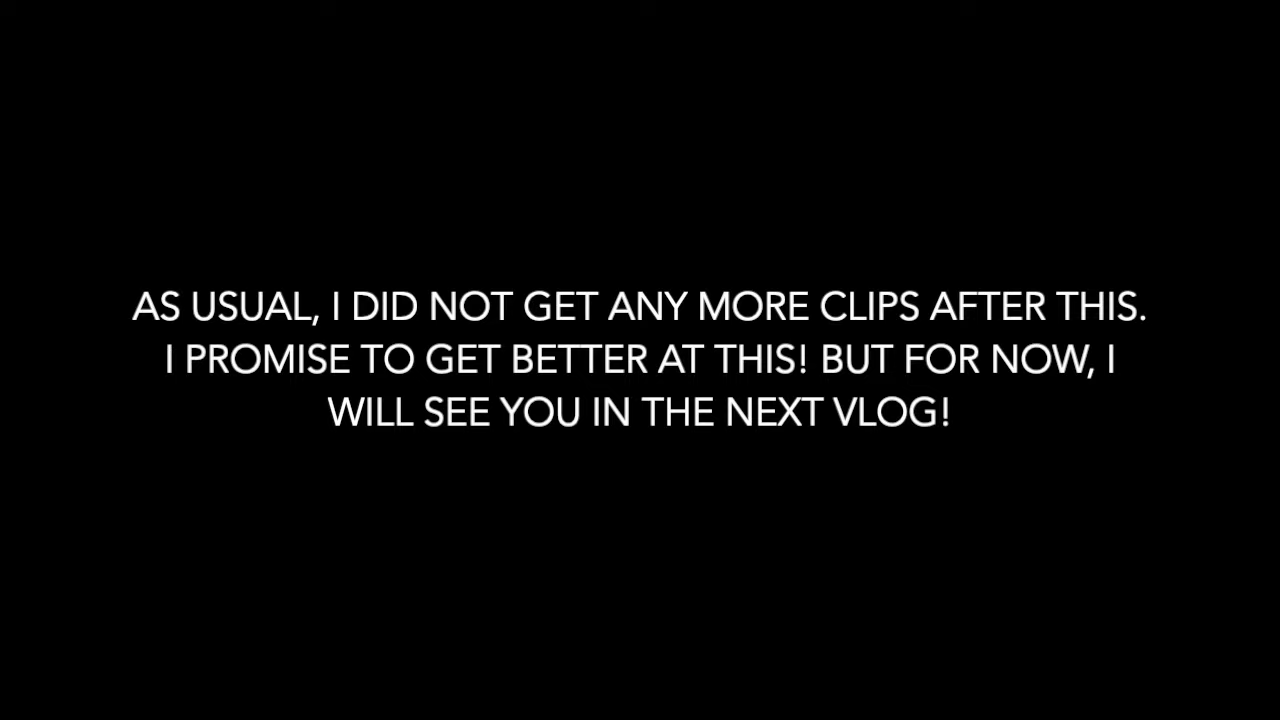 AS USUAL, I DID NOT GET ANY MORE CLIPS AFTER THIS.
I PROMISE TO GET BETTER AT THIS! BUT FOR NOW, I
WILL SEE YOU IN THE NEXT VLOG!